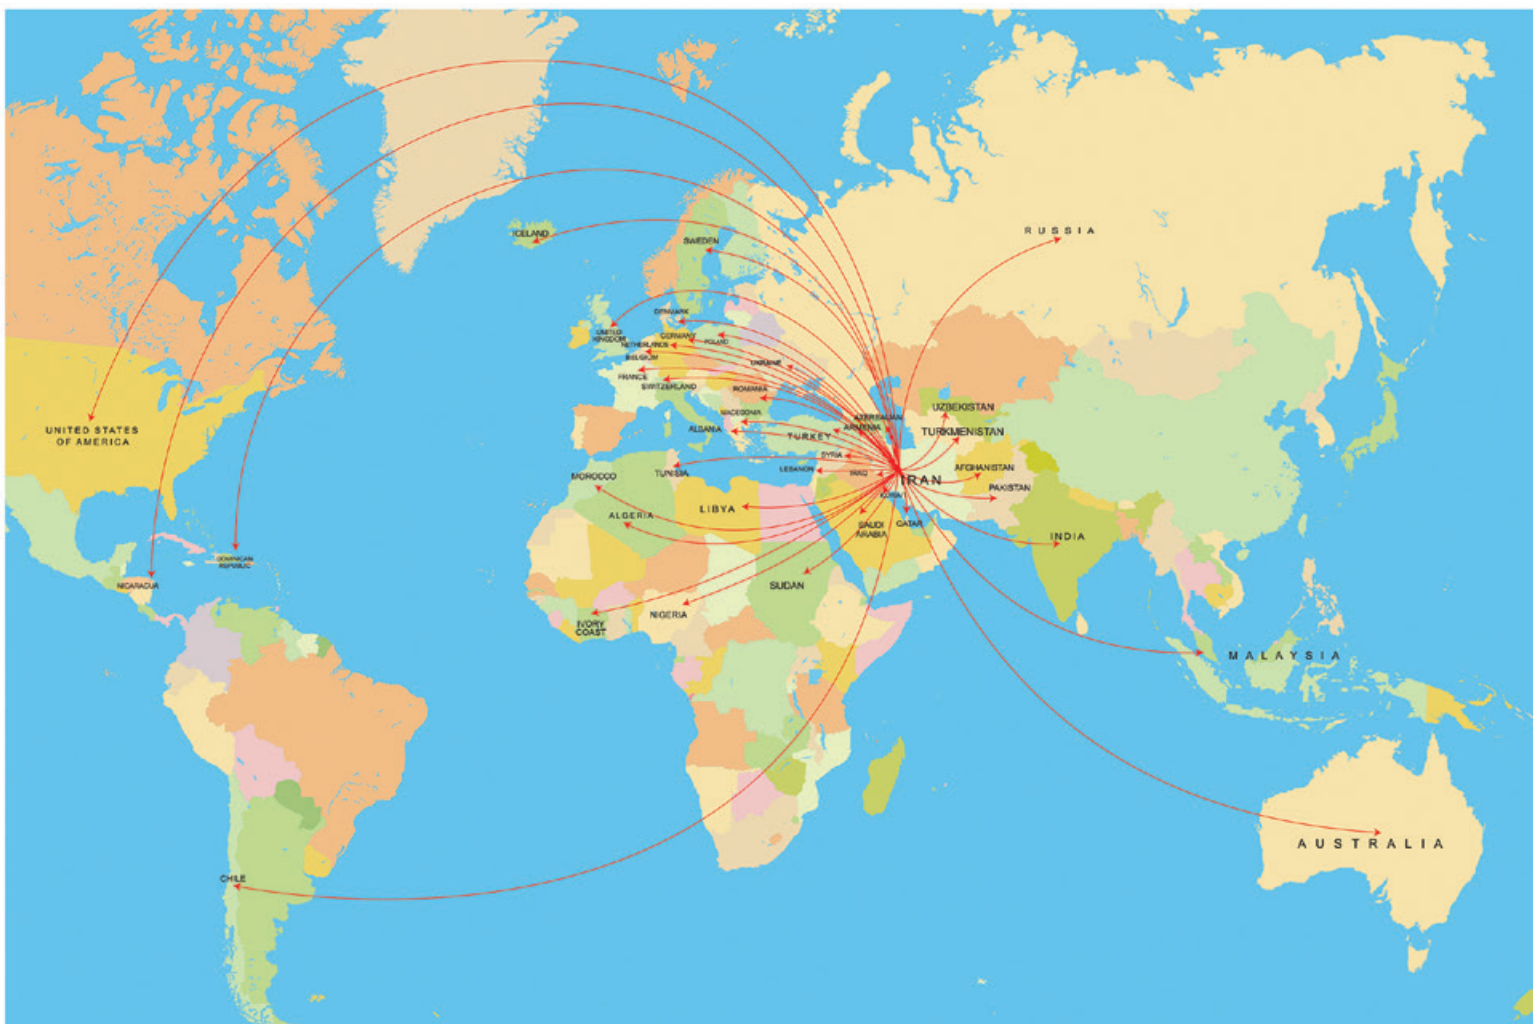 ICELAND
SWEDEN
RUSSIA
DENMARK
UNITED
KINGDOM
GERMANY
POLAND
NETHERLANDS
BELGIUM
UKRAINE
FRANCE
SWITZERLAND
ROMANIA
UZBEKISTAN
MACEDONIA
AZERBAIJAN
ALBANIA
ARMENIA
TURKMENISTAN
UNITED STATES
OF AMERICA
TURKEY
SYRIA
LEBANON
IRAQ
AFGHANISTAN
MOROCCO
TUNISIA
IRAN
PAKISTAN
KUWAIT
LIBYA
ALGERIA
SAUDI
ARABIA
QATAR
INDIA
DOMINICAN
REPUBLIC
NICARAGUA
SUDAN
NIGERIA
IVORY
COAST
MALAYSIA
AUSTRALIA
CHILE